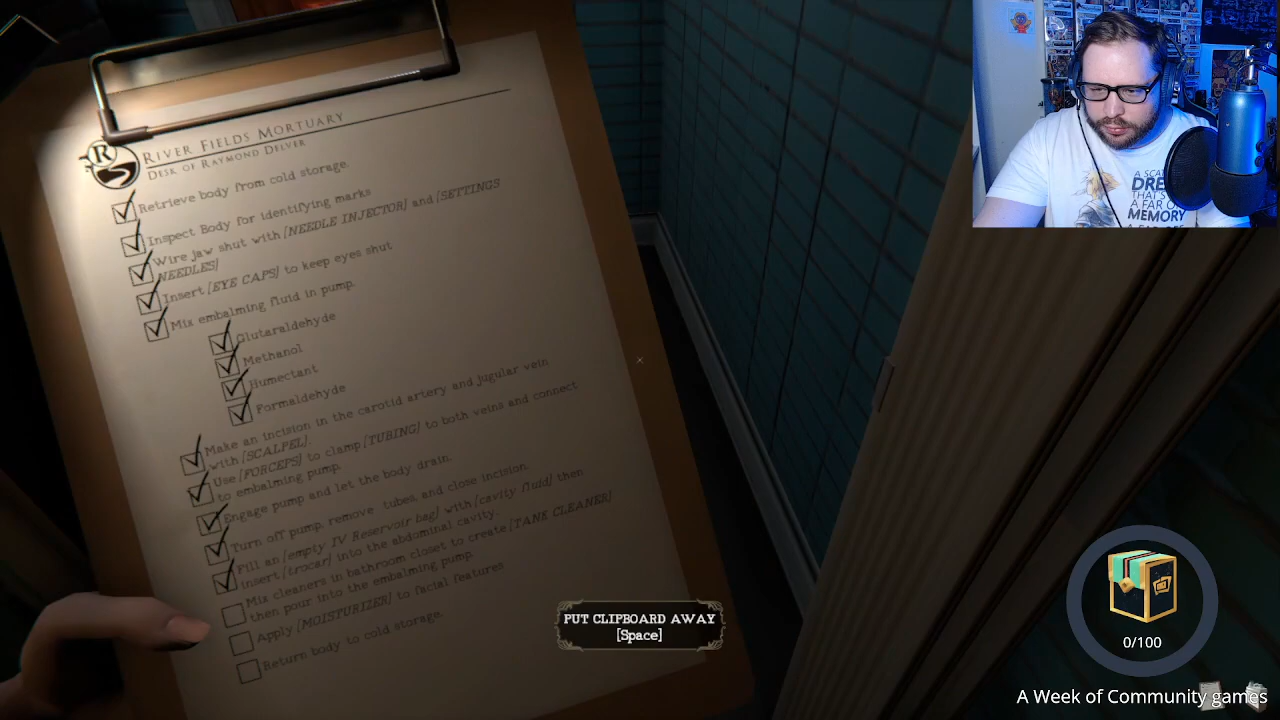 RIVER FIELDS MORTUARY
DESK OF RAYMOND DELVER
Retrieve body from cold storage.
Inspect Body for identifying marks
Wire jaw shut with [NEEDLE INJECTOR] and [SETTINGS
NEEDLES]
Insert [EYE CAPS] to keep eyes shut
Mix embalming fluid in pump.
Glutaraldehyde
Methanol
Humectant
Formaldehyde
Make an incision in the carotid artery and jugular vein
with [SCALPEL].
Use [FORCEPS] to clamp [TUBING] to both veins and connect
to embalming pump.
Engage pump and let the body drain.
Turn off pump, remove tubes, and close incision.
Fill an [empty IV Reservoir bag] with [cavity fluid] then
insert [trocar] into the abdominal cavity.
Mix cleaners in bathroom closet to create [TANK CLEANER]
then pour into the embalming pump.
Apply [MOISTURIZER] to facial features
Return body to cold storage.
PUT CLIPBOARD AWAY
[Space]
A SCA
DRE
THAT'S
A FAR O
MEMORY
0/100
A Week of Community games